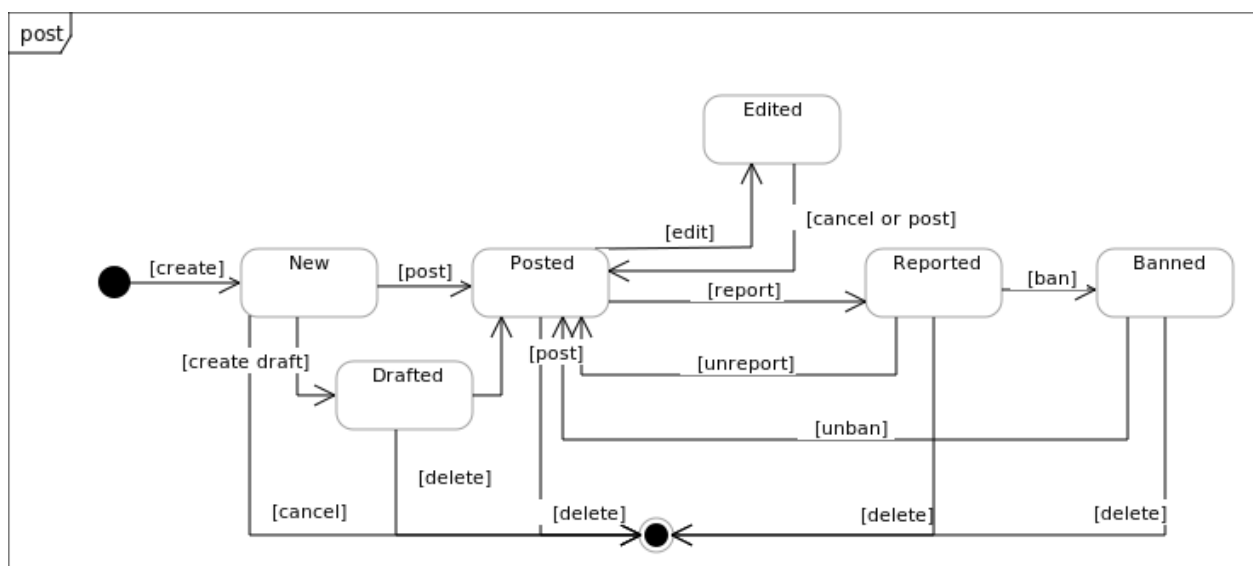 post
Edited
[cancel or post]
[edit]
[create]
New
[post]
Posted
Reported
Banned
[ban]
[report]
[create draft]
[post]
[unreport]
Drafted
[unban]
[delete]
[cancel]
[delete]
[delete]
[delete]